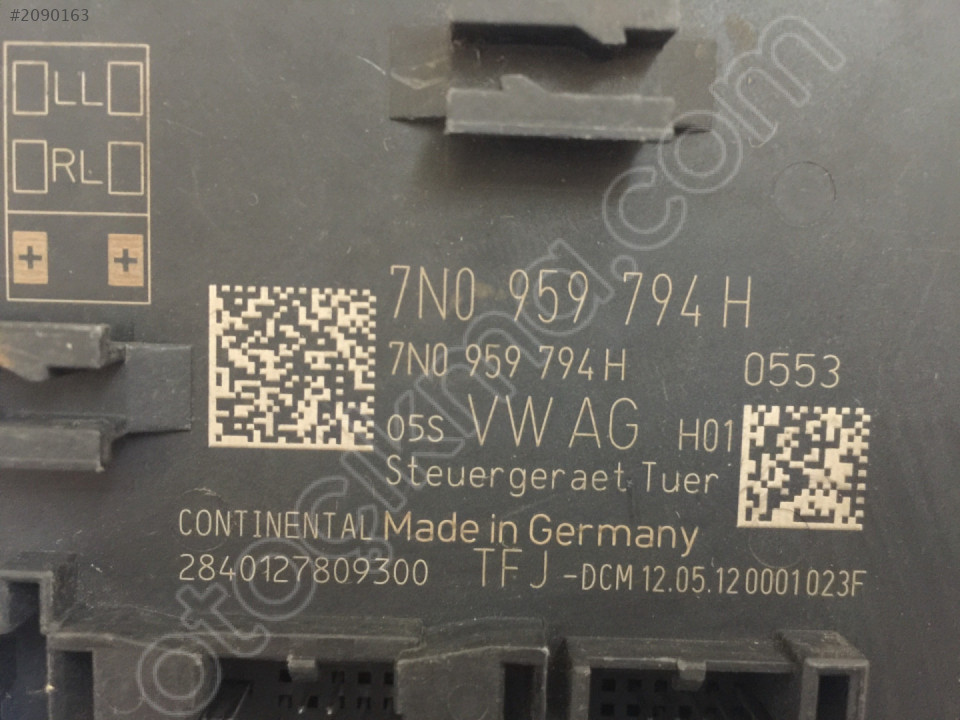 #2090163
LL
RL
+ +
7N0 959 794 H
7N0 959 794 H 0553
05S VW AG H01
Steuergeraet Tuer
CONTINENTAL Made in Germany
2840127809300 TFJ -DCM 12.05.12 0001023F
otocikma.com